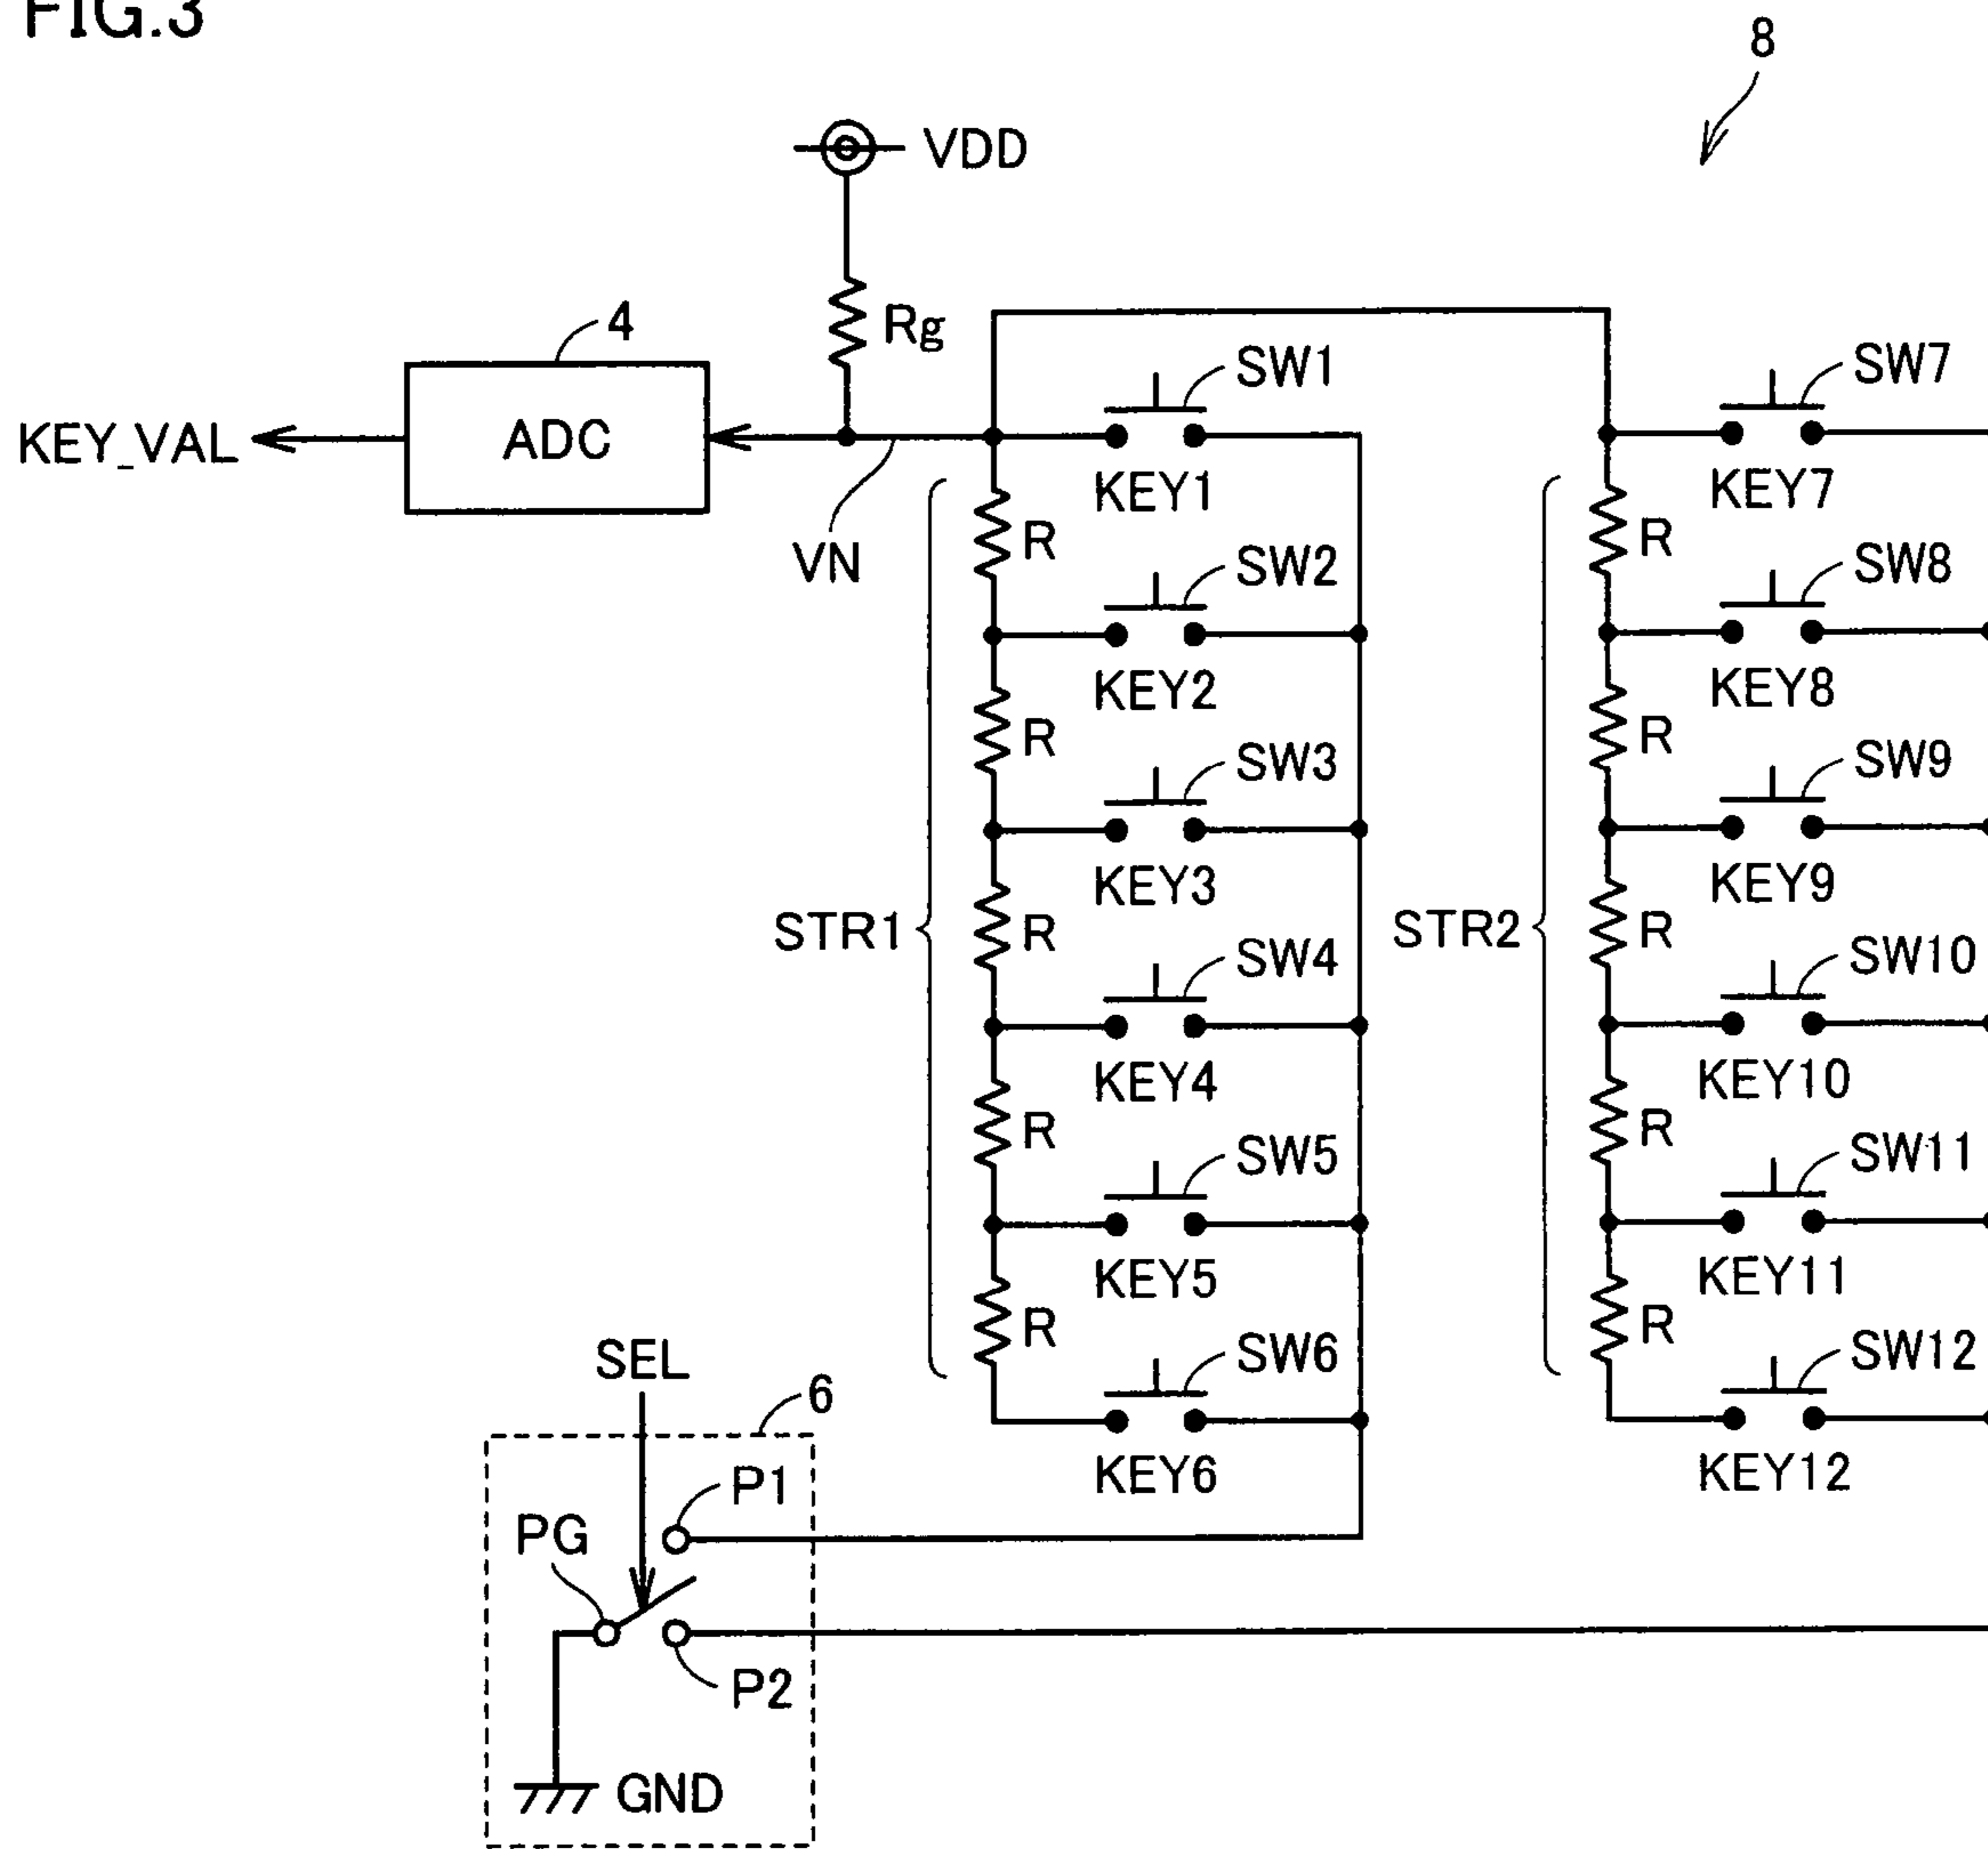 FIG.3
8
VDD
4
Rg
SW1
SW7
KEY_VAL
ADC
KEY1
KEY7
VN
R
R
SW2
SW8
KEY2
KEY8
R
R
SW3
SW9
KEY3
KEY9
STR1
R
STR2
R
SW4
SW10
KEY4
KEY10
R
R
SW5
SW11
KEY5
KEY11
R
R
SW6
SW12
SEL
6
KEY6
KEY12
P1
PG
P2
GND